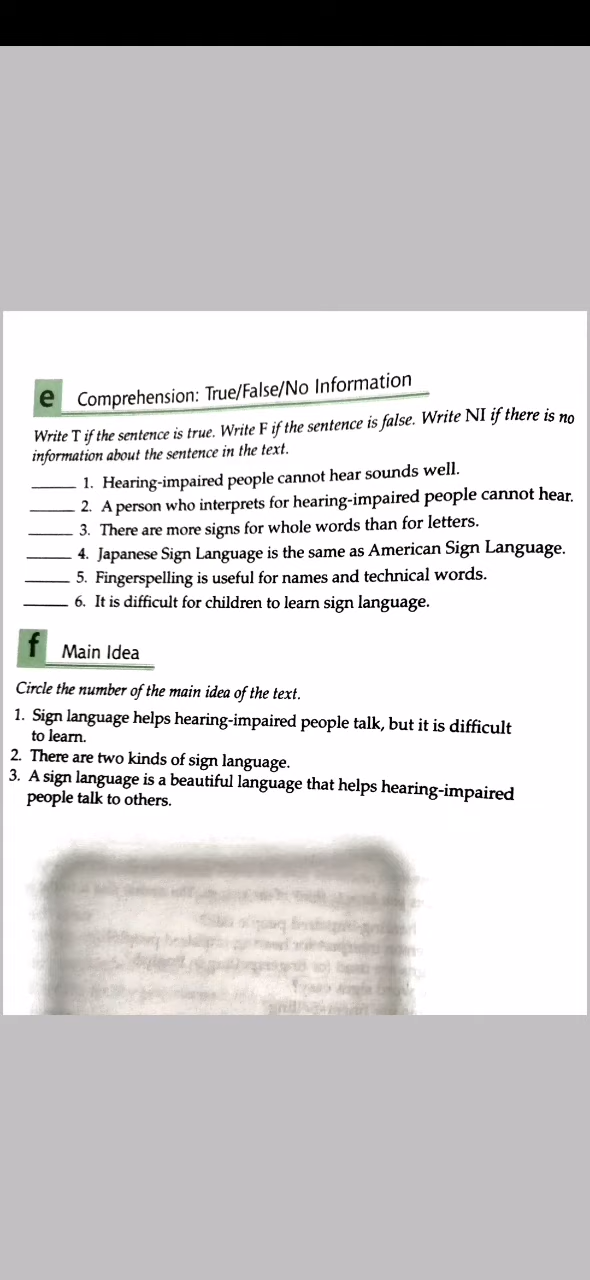 e Comprehension: True/False/No Information
Write T if the sentence is true. Write F if the sentence is false. Write NI if there is no
information about the sentence in the text.
_____ 1. Hearing-impaired people cannot hear sounds well.
_____ 2. A person who interprets for hearing-impaired people cannot hear.
_____ 3. There are more signs for whole words than for letters.
_____ 4. Japanese Sign Language is the same as American Sign Language.
_____ 5. Fingerspelling is useful for names and technical words.
_____ 6. It is difficult for children to learn sign language.
f Main Idea
Circle the number of the main idea of the text.
1. Sign language helps hearing-impaired people talk, but it is difficult
to learn.
2. There are two kinds of sign language.
3. A sign language is a beautiful language that helps hearing-impaired
people talk to others.